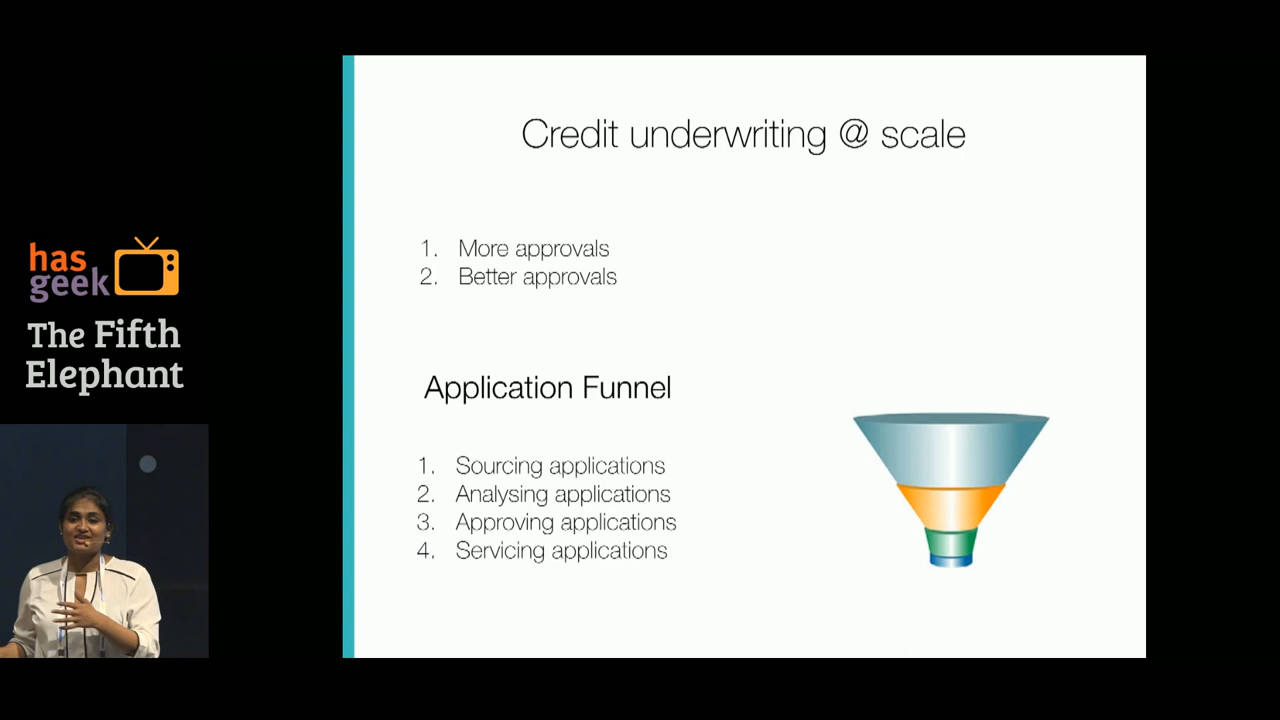 has
geek
The Fifth
Elephant
Credit underwriting @ scale
1. More approvals
2. Better approvals
Application Funnel
1. Sourcing applications
2. Analysing applications
3. Approving applications
4. Servicing applications